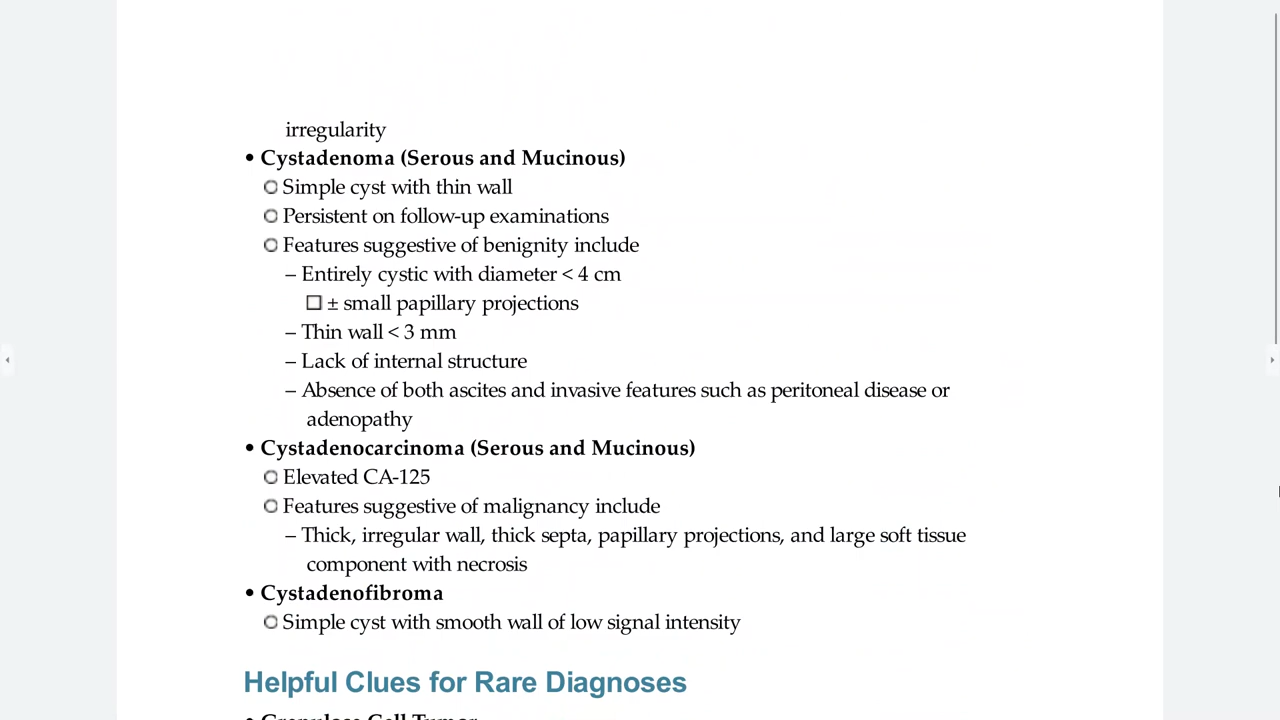 irregularity
• Cystadenoma (Serous and Mucinous)
○ Simple cyst with thin wall
○ Persistent on follow-up examinations
○ Features suggestive of benignity include
– Entirely cystic with diameter < 4 cm
□ ± small papillary projections
– Thin wall < 3 mm
– Lack of internal structure
– Absence of both ascites and invasive features such as peritoneal disease or
adenopathy
• Cystadenocarcinoma (Serous and Mucinous)
○ Elevated CA-125
○ Features suggestive of malignancy include
– Thick, irregular wall, thick septa, papillary projections, and large soft tissue
component with necrosis
• Cystadenofibroma
○ Simple cyst with smooth wall of low signal intensity
Helpful Clues for Rare Diagnoses
• Granulosa Cell Tumor